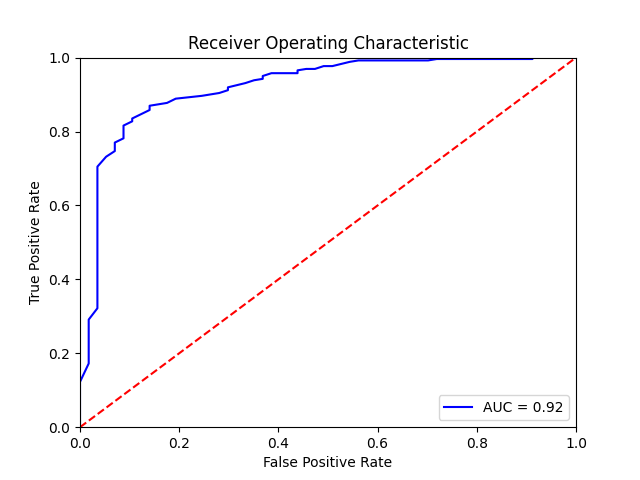 Receiver Operating Characteristic
True Positive Rate
1.0
0.8
0.6
0.4
0.2
0.0
AUC = 0.92
0.0 0.2 0.4 0.6 0.8 1.0
False Positive Rate